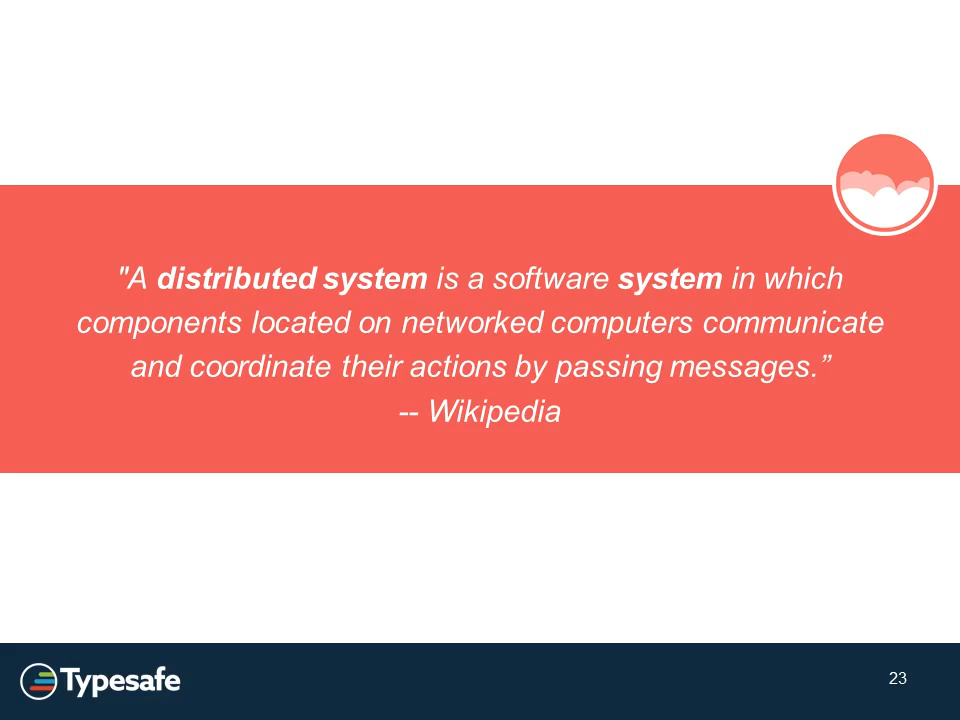 "A distributed system is a software system in which
components located on networked computers communicate
and coordinate their actions by passing messages.”
-- Wikipedia
Typesafe
23